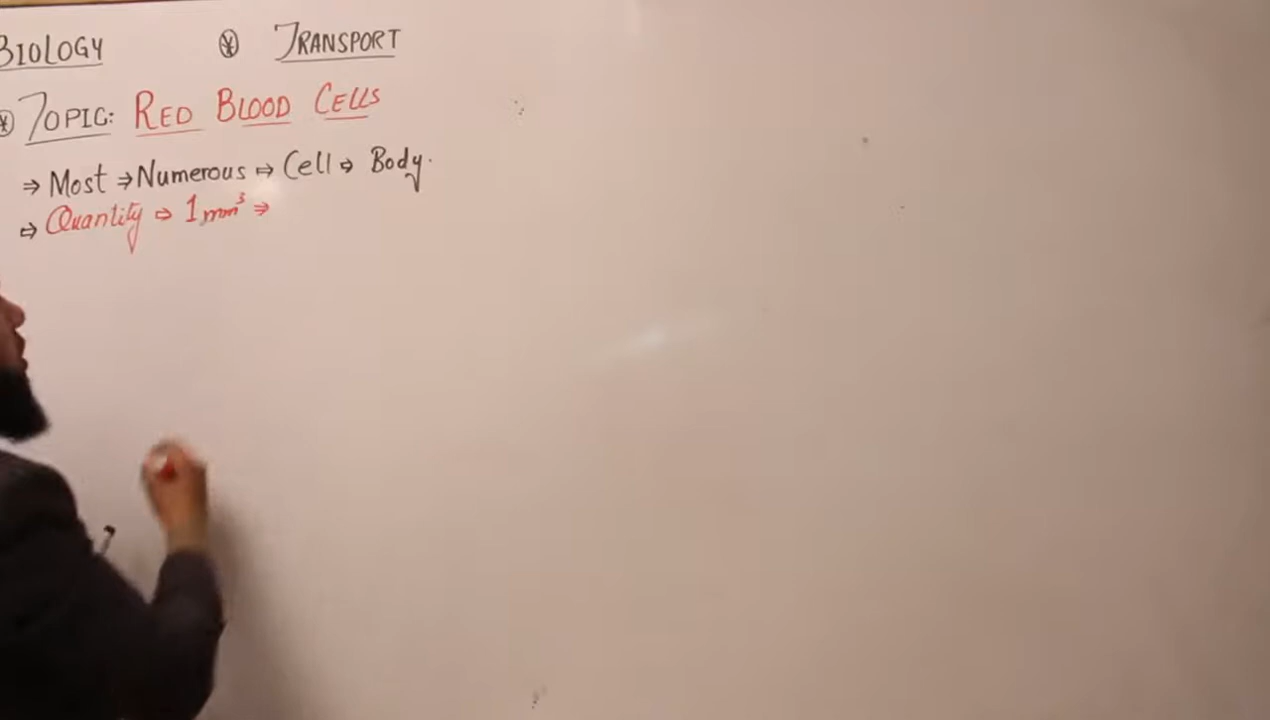 BIOLOGY ⊛ TRANSPORT
⊛ TOPIC: RED BLOOD CELLS
⇒ Most ⇒ Numerous ⇒ Cell ⇒ Body.
⇒ Quantity ⇒ 1 mm³ ⇒